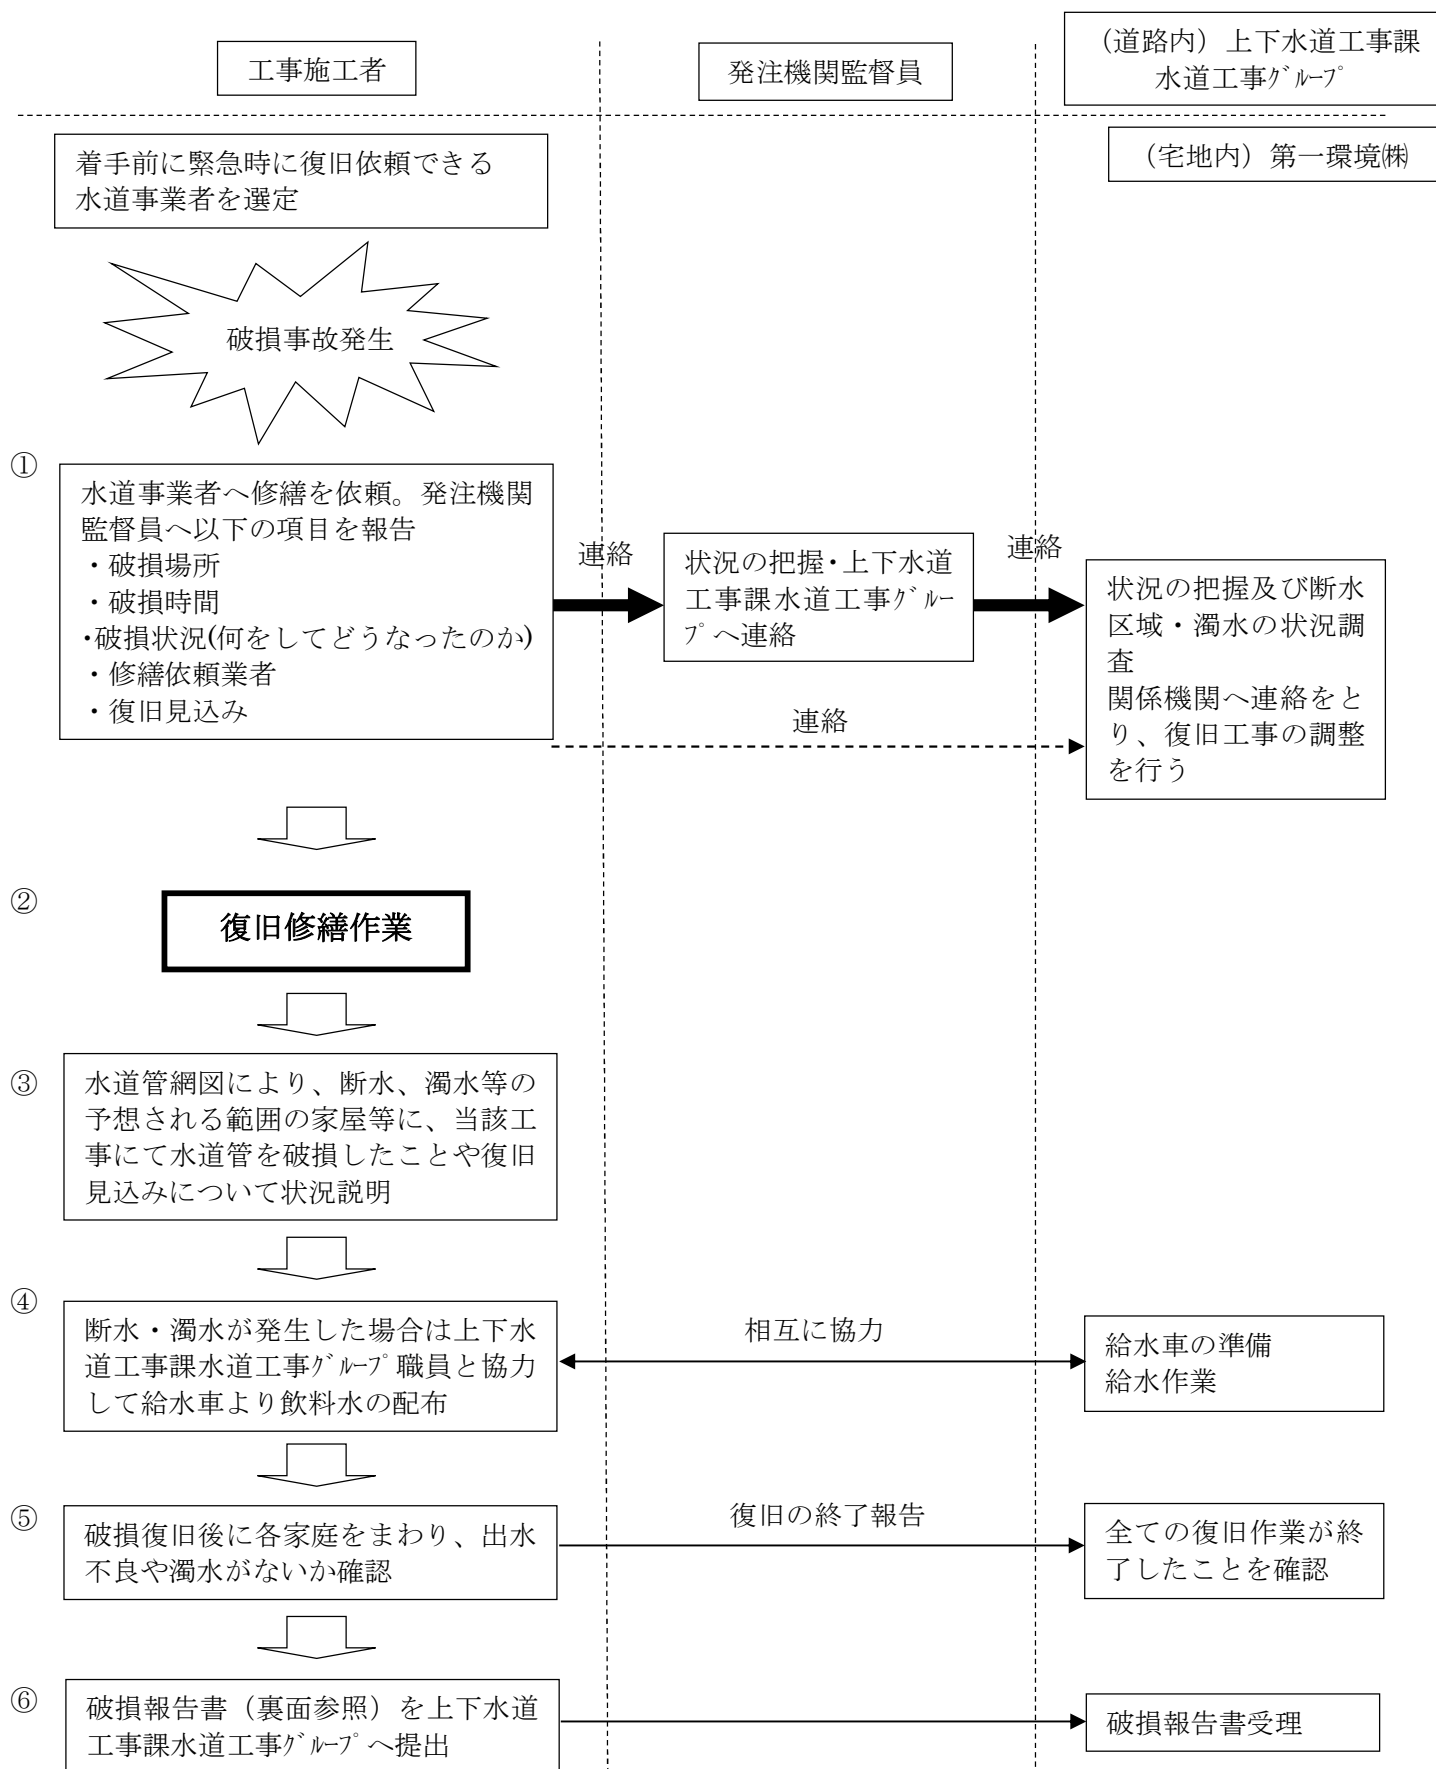 工事施工者
発注機関監督員
（道路内）上下水道工事課
水道工事ｸﾞﾙｰﾌﾟ
（宅地内）第一環境㈱
着手前に緊急時に復旧依頼できる
水道事業者を選定
破損事故発生
①
水道事業者へ修繕を依頼。発注機関
監督員へ以下の項目を報告
・破損場所
・破損時間
・破損状況(何をしてどうなったのか)
・修繕依頼業者
・復旧見込み
連絡
状況の把握・上下水道
工事課水道工事ｸﾞﾙｰ
ﾌﾟへ連絡
連絡
状況の把握及び断水
区域・濁水の状況調
査
関係機関へ連絡をと
り、復旧工事の調整
を行う
連絡
②
復旧修繕作業
③
水道管網図により、断水、濁水等の
予想される範囲の家屋等に、当該工
事にて水道管を破損したことや復旧
見込みについて状況説明
④
断水・濁水が発生した場合は上下水
道工事課水道工事ｸﾞﾙｰﾌﾟ職員と協力
して給水車より飲料水の配布
相互に協力
給水車の準備
給水作業
⑤
破損復旧後に各家庭をまわり、出水
不良や濁水がないか確認
復旧の終了報告
全ての復旧作業が終
了したことを確認
⑥
破損報告書（裏面参照）を上下水道
工事課水道工事ｸﾞﾙｰﾌﾟへ提出
破損報告書受理